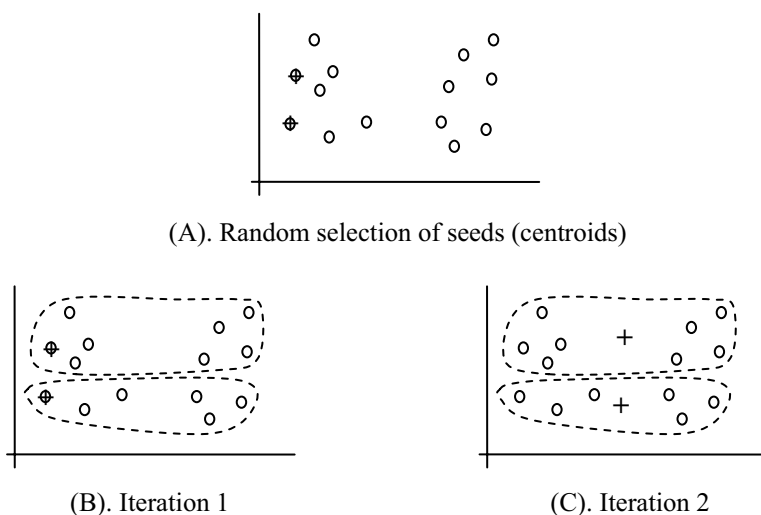 (A). Random selection of seeds (centroids)
(B). Iteration 1
(C). Iteration 2